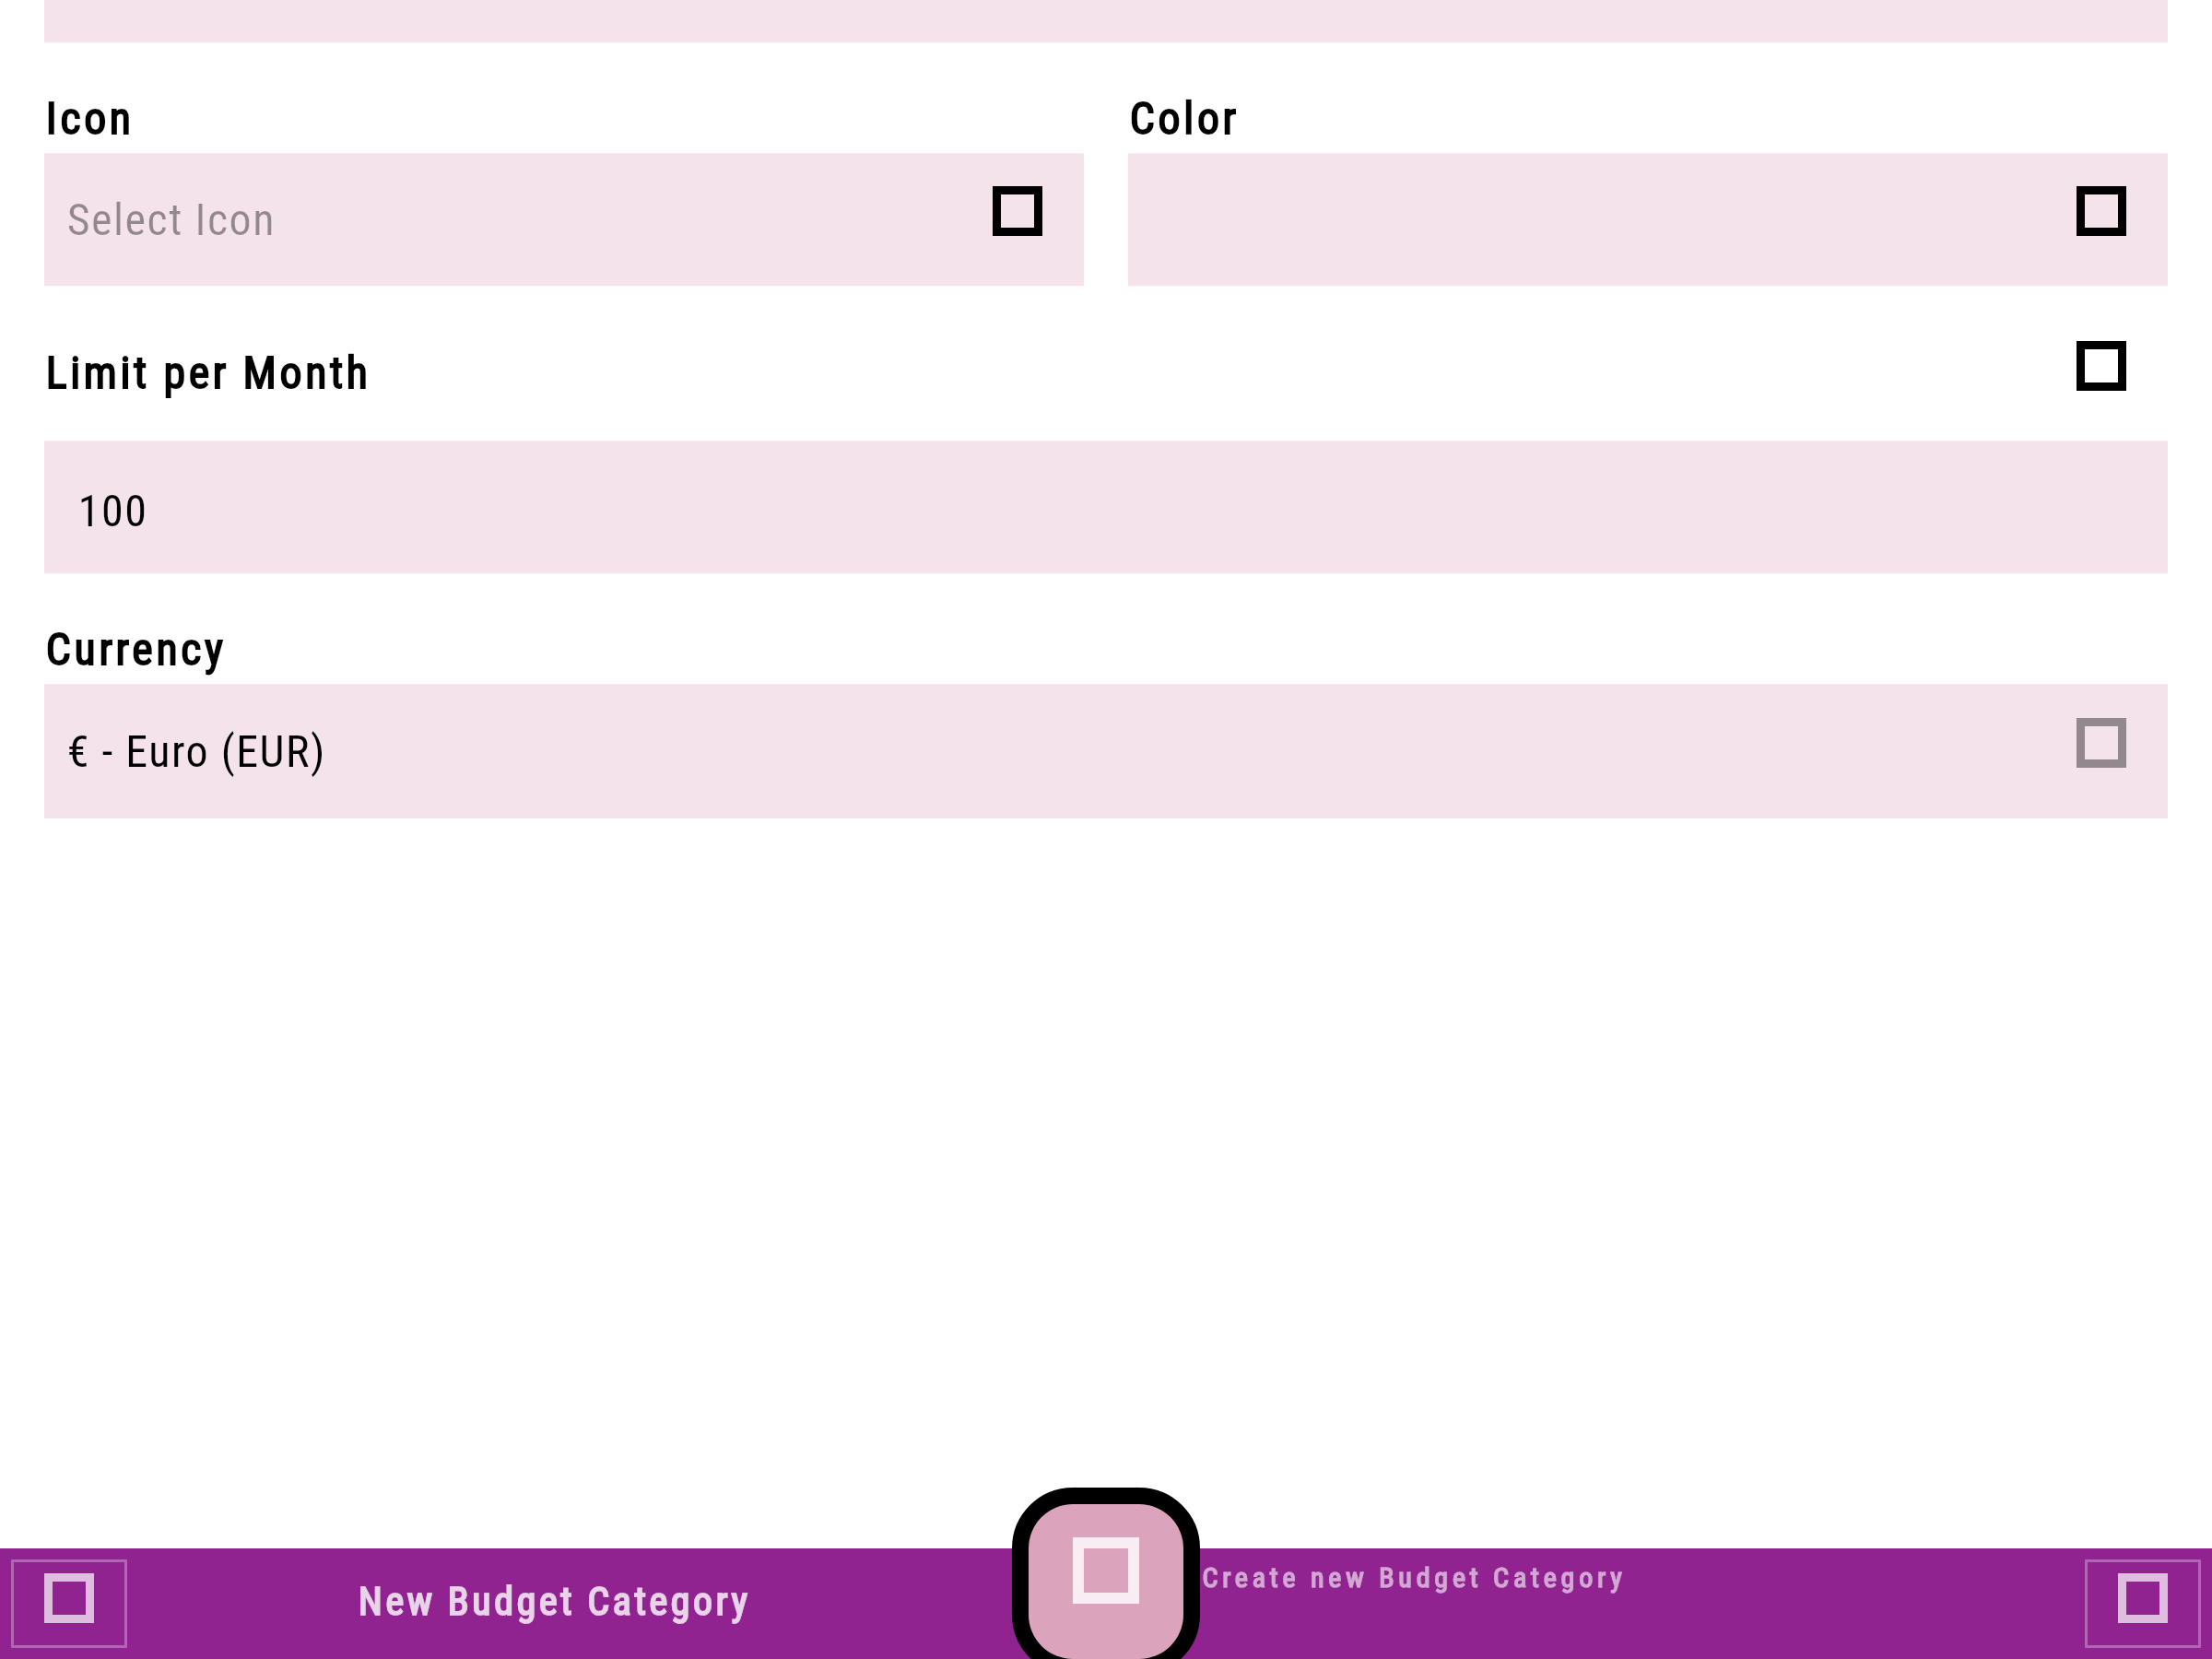 Icon
Color
Select Icon
Limit per Month
100
Currency
€ - Euro (EUR)
New Budget Category
Create new Budget Category